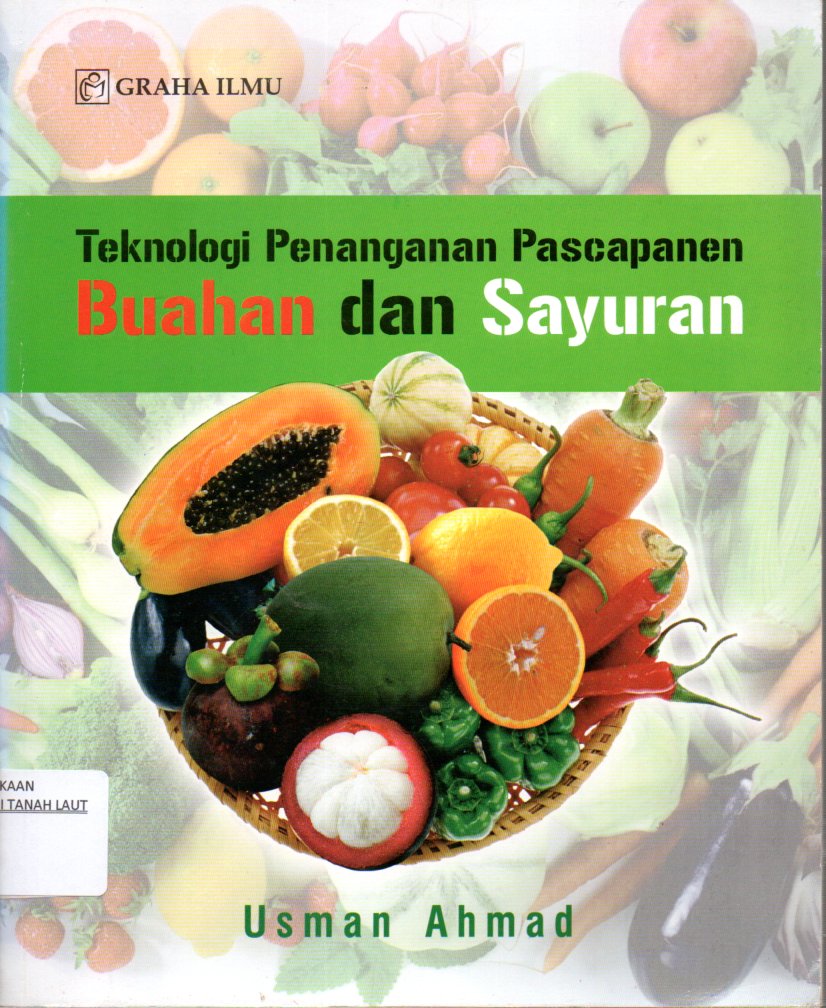 GRAHA ILMU
Teknologi Penanganan Pascapanen
Buahan dan Sayuran
KAAN
I TANAH LAUT
Usman Ahmad